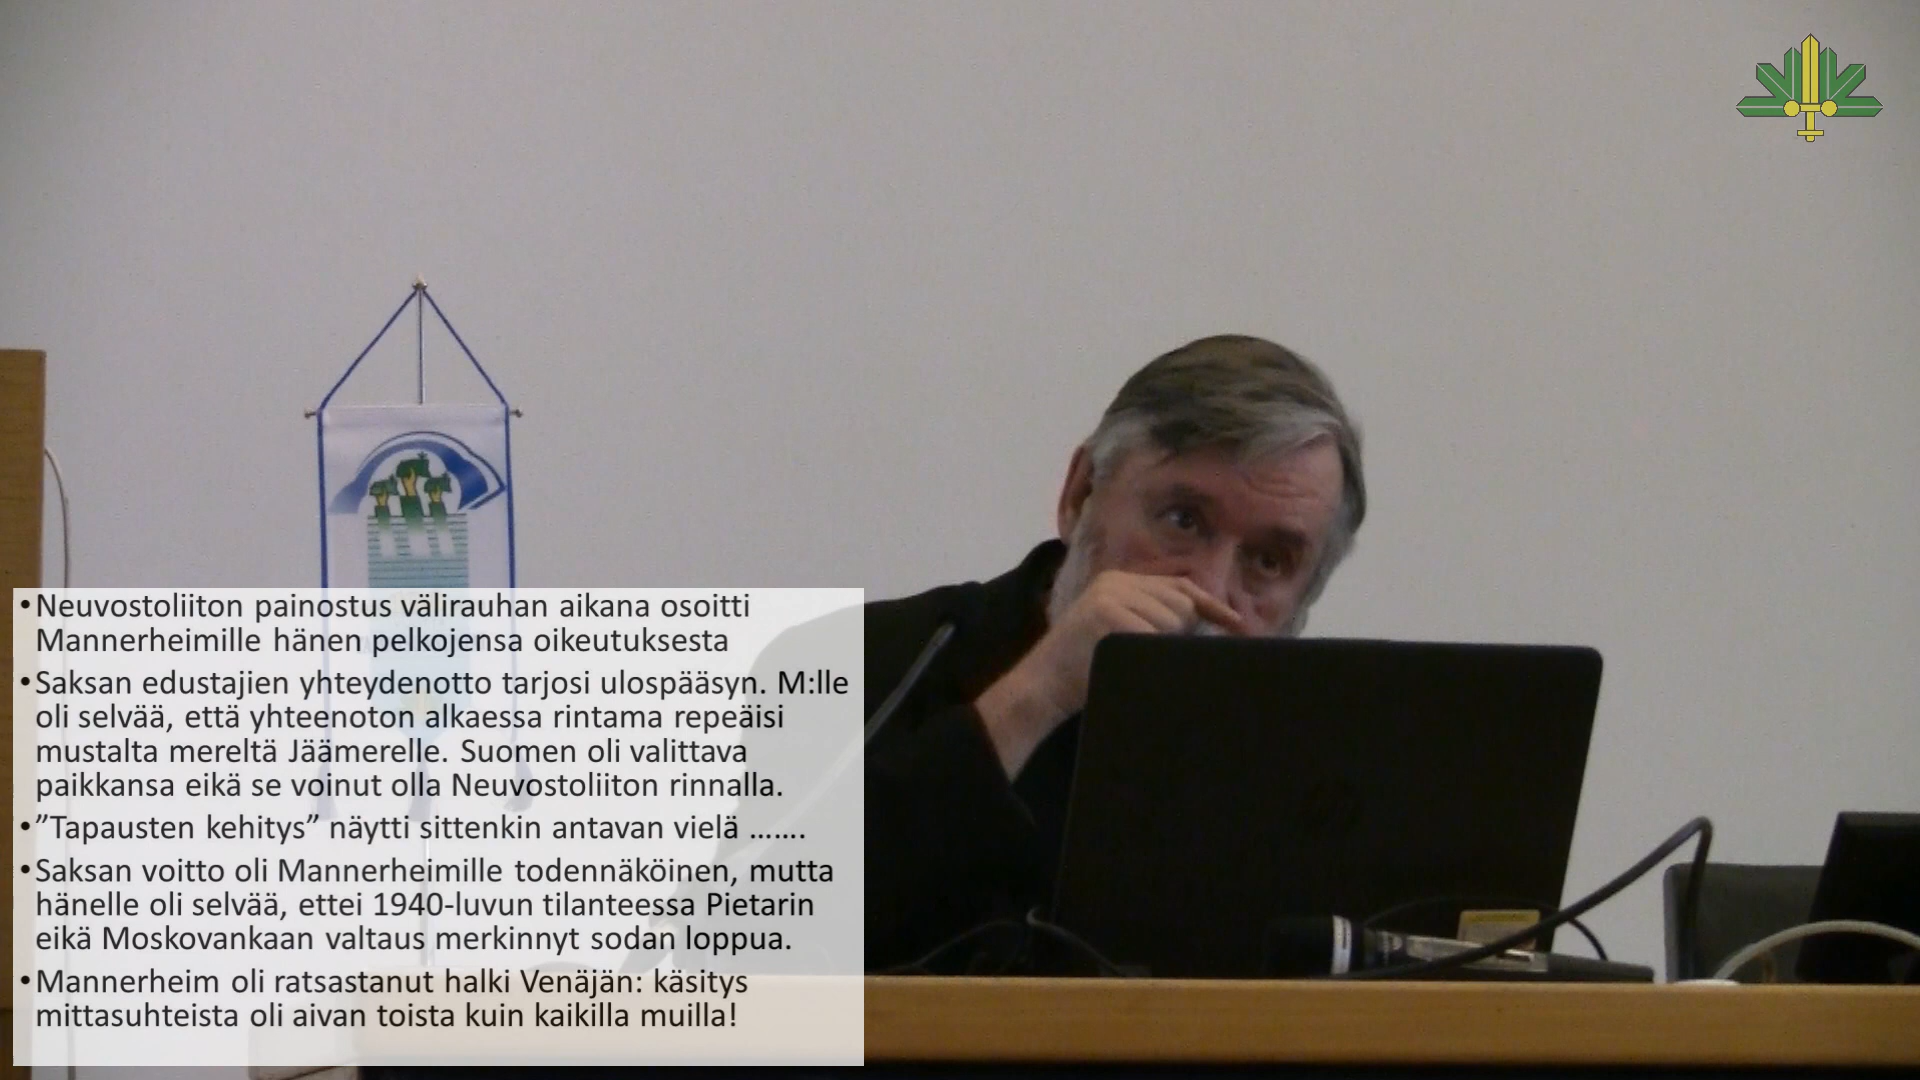 •Neuvostoliiton painostus välirauhan aikana osoitti
Mannerheimille hänen pelkojensa oikeutuksesta
•Saksan edustajien yhteydenotto tarjosi ulospääsyn. M:lle
oli selvää, että yhteenoton alkaessa rintama repeäisi
mustalta mereltä Jäämerelle. Suomen oli valittava
paikkansa eikä se voinut olla Neuvostoliiton rinnalla.
•”Tapausten kehitys” näytti sittenkin antavan vielä …….
•Saksan voitto oli Mannerheimille todennäköinen, mutta
hänelle oli selvää, ettei 1940-luvun tilanteessa Pietarin
eikä Moskovankaan valtaus merkinnyt sodan loppua.
•Mannerheim oli ratsastanut halki Venäjän: käsitys
mittasuhteista oli aivan toista kuin kaikilla muilla!